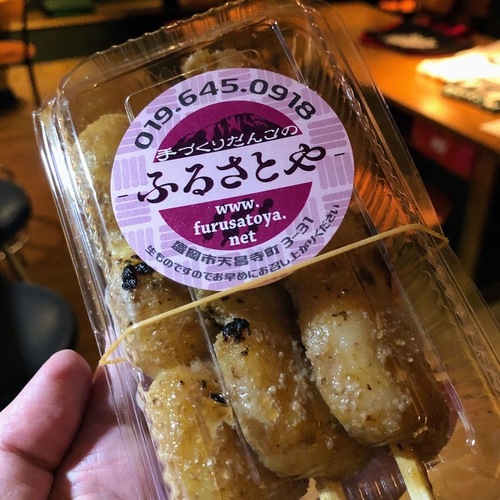 019.645.0918
手づくりだんごの
ふるさとや
www.
furusatoya.
net
盛岡市天昌寺町3-31
生ものですのでお早めにお召し上がりください